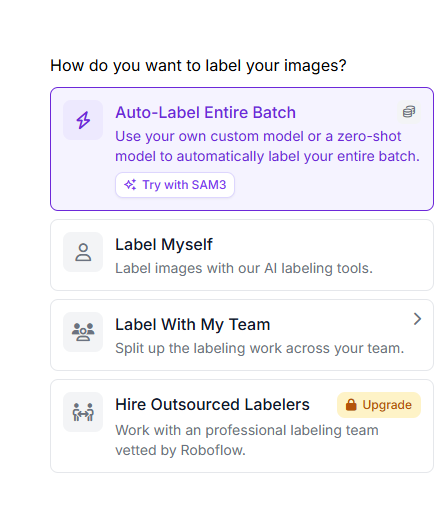 How do you want to label your images?
Auto-Label Entire Batch
Use your own custom model or a zero-shot
model to automatically label your entire batch.
Try with SAM3
Label Myself
Label images with our AI labeling tools.
Label With My Team
Split up the labeling work across your team.
Hire Outsourced Labelers
Upgrade
Work with an professional labeling team
vetted by Roboflow.